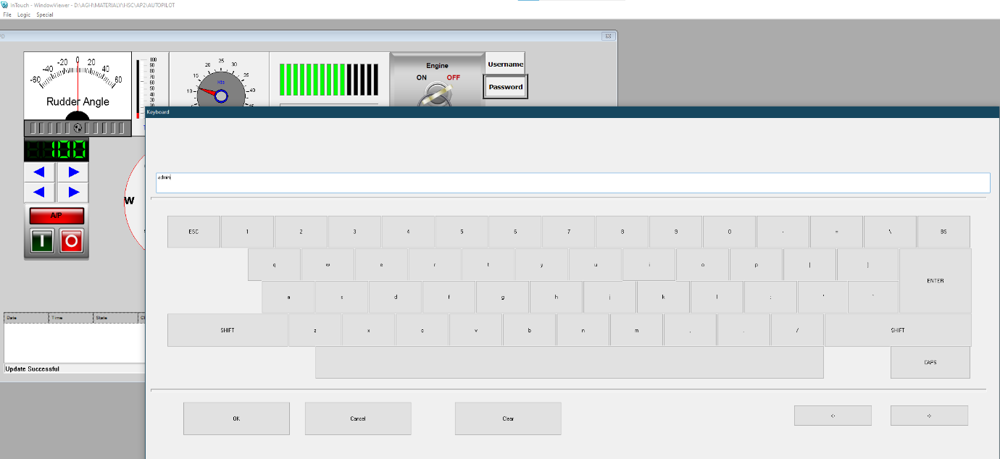 InTouch - WindowViewer - D:\AGH\MATERIALY\HSC\AP2\AUTOPILOT
File Logic Special
-60 -40 -20 0 20 40 60
Rudder Angle
100
90
80
70
60
50
40
30
20
10 15 20 25 30 35 40 45
Kts
Engine
ON OFF
Username
Password
Keyboard
100
W
A/P
I O
admin
ESC 1 2 3 4 5 6 7 8 9 0 - = \ BS
q w e r t y u i o p [ ] ENTER
a s d f g h j k l ; ' `
SHIFT z x c v b n m , . / SHIFT
CAPS
Date Time State
Update Successful
OK Cancel Clear <- ->